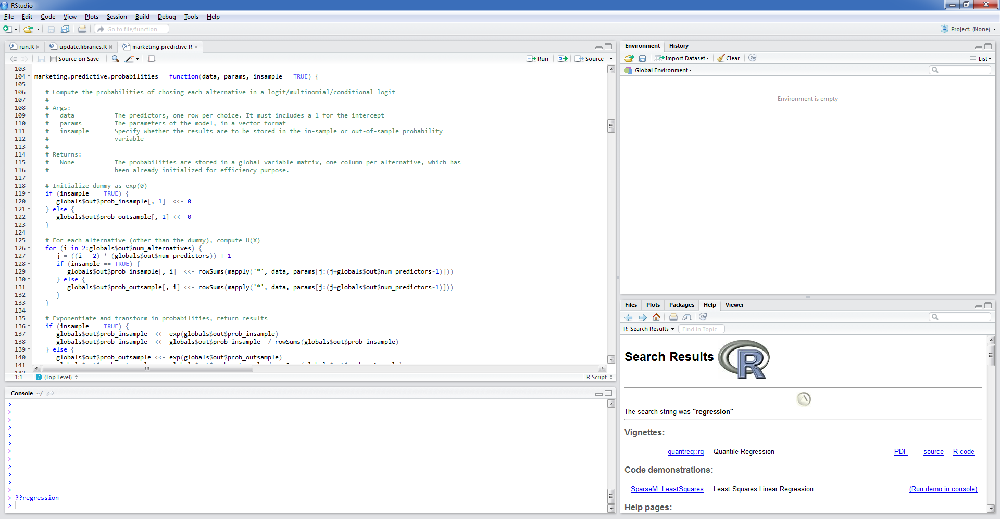 RStudio
File Edit Code View Plots Session Build Debug Tools Help
Go to file/function
Project: (None)
run.R
update.libraries.R
marketing.predictive.R
Source on Save
Run
Source
103
104 marketing.predictive.probabilities = function(data, params, insample = TRUE) {
105
106 # Compute the probabilities of chosing each alternative in a logit/multinomial/conditional logit
107 #
108 # Args:
109 # data The predictors, one row per choice. It must includes a 1 for the intercept
110 # params The parameters of the model, in a vector format
111 # insample Specify whether the results are to be stored in the in-sample or out-of-sample probability
112 # variable
113 #
114 # Returns:
115 # None The probabilities are stored in a global variable matrix, one column per alternative, which has
116 # been already initialized for efficiency purpose.
117
118 # Initialize dummy as exp(0)
119 if (insample == TRUE) {
120 globals$out$prob_insample[, 1] <<- 0
121 } else {
122 globals$out$prob_outsample[, 1] <<- 0
123 }
124
125 # For each alternative (other than the dummy), compute U(X)
126 for (i in 2:globals$out$num_alternatives) {
127 j = ((i - 2) * (globals$out$num_predictors)) + 1
128 if (insample == TRUE) {
129 globals$out$prob_insample[, i] <<- rowSums(mapply('*', data, params[j:(j+globals$out$num_predictors-1)]))
130 } else {
131 globals$out$prob_outsample[, i] <<- rowSums(mapply('*', data, params[j:(j+globals$out$num_predictors-1)]))
132 }
133 }
134
135 # Exponentiate and transform in probabilities, return results
136 if (insample == TRUE) {
137 globals$out$prob_insample <<- exp(globals$out$prob_insample)
138 globals$out$prob_insample <<- globals$out$prob_insample / rowSums(globals$out$prob_insample)
139 } else {
140 globals$out$prob_outsample <<- exp(globals$out$prob_outsample)
141
1:1 (Top Level) R Script
Console ~/
>
>
>
>
>
>
>
>
>
>
>
>
> ??regression
>
Environment History
Import Dataset Clear List
Global Environment
Environment is empty
Files Plots Packages Help Viewer
R: Search Results Find in Topic
Search Results R
The search string was "regression"
Vignettes:
quantreg::rq Quantile Regression PDF source R code
Code demonstrations:
SparseM::LeastSquares Least Squares Linear Regression (Run demo in console)
Help pages: